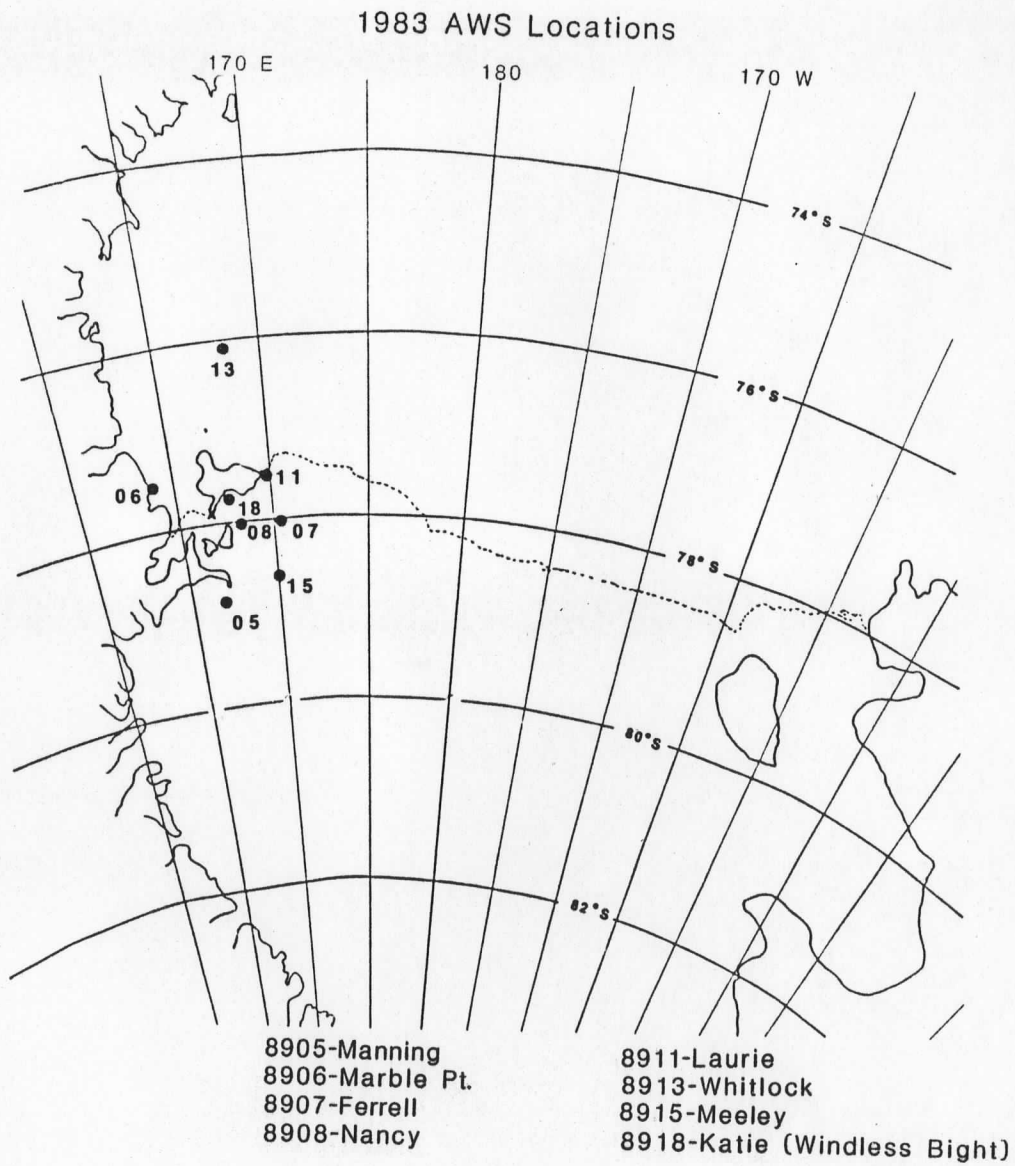 1983 AWS Locations
170 E
180
170 W
74° S
76° S
13
11
06
18
08
07
78° S
15
05
80°S
82°S
8905-Manning
8906-Marble Pt.
8907-Ferrell
8908-Nancy
8911-Laurie
8913-Whitlock
8915-Meeley
8918-Katie (Windless Bight)